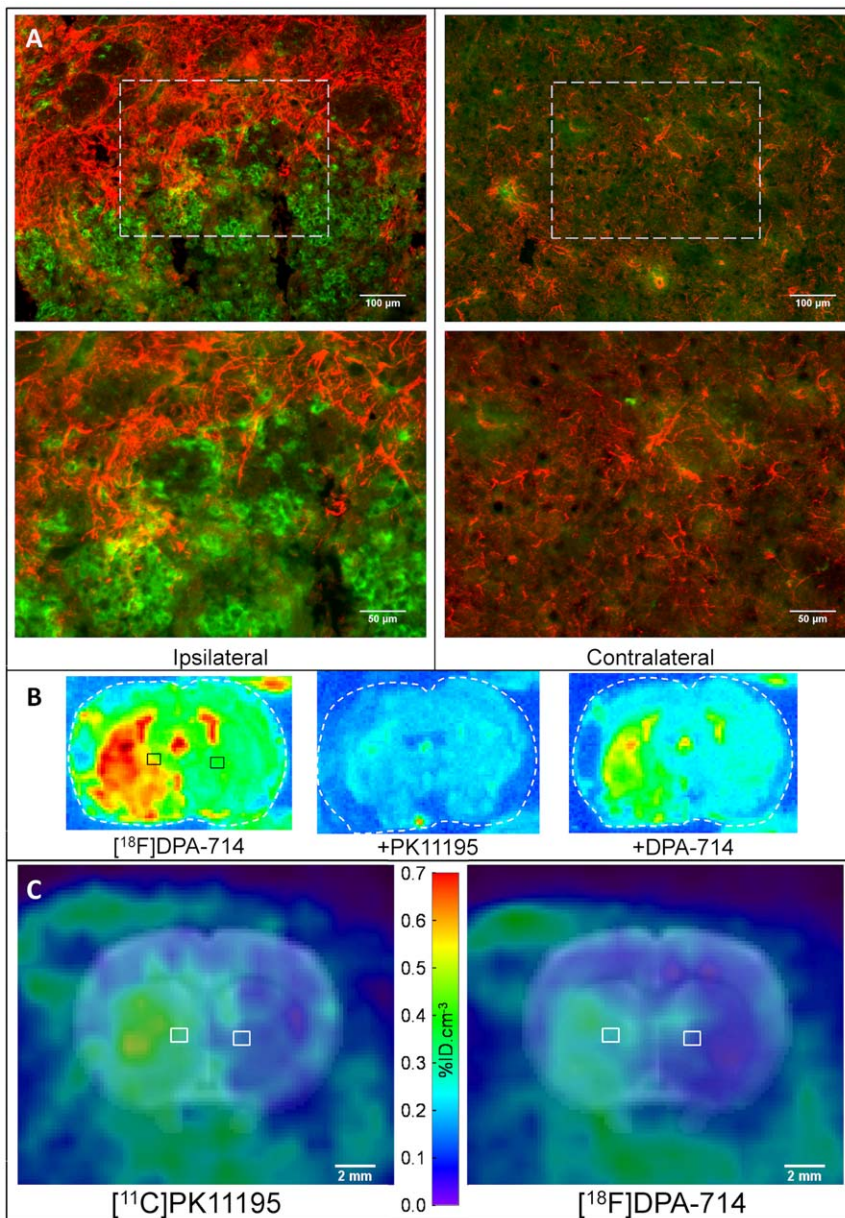 A
100 µm
100 µm
50 µm
50 µm
Ipsilateral
Contralateral
B
[¹⁸F]DPA-714
+PK11195
+DPA-714
C
0.7
0.6
0.5
0.4
0.3
0.2
0.1
0.0
%ID.cm⁻³
2 mm
2 mm
[¹¹C]PK11195
[¹⁸F]DPA-714